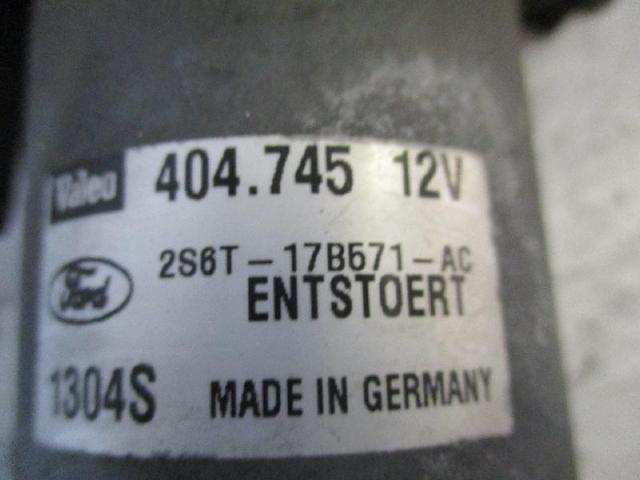 Valeo 404.745 12V
2S6T-17B571-AC
Ford ENTSTOERT
1304S MADE IN GERMANY